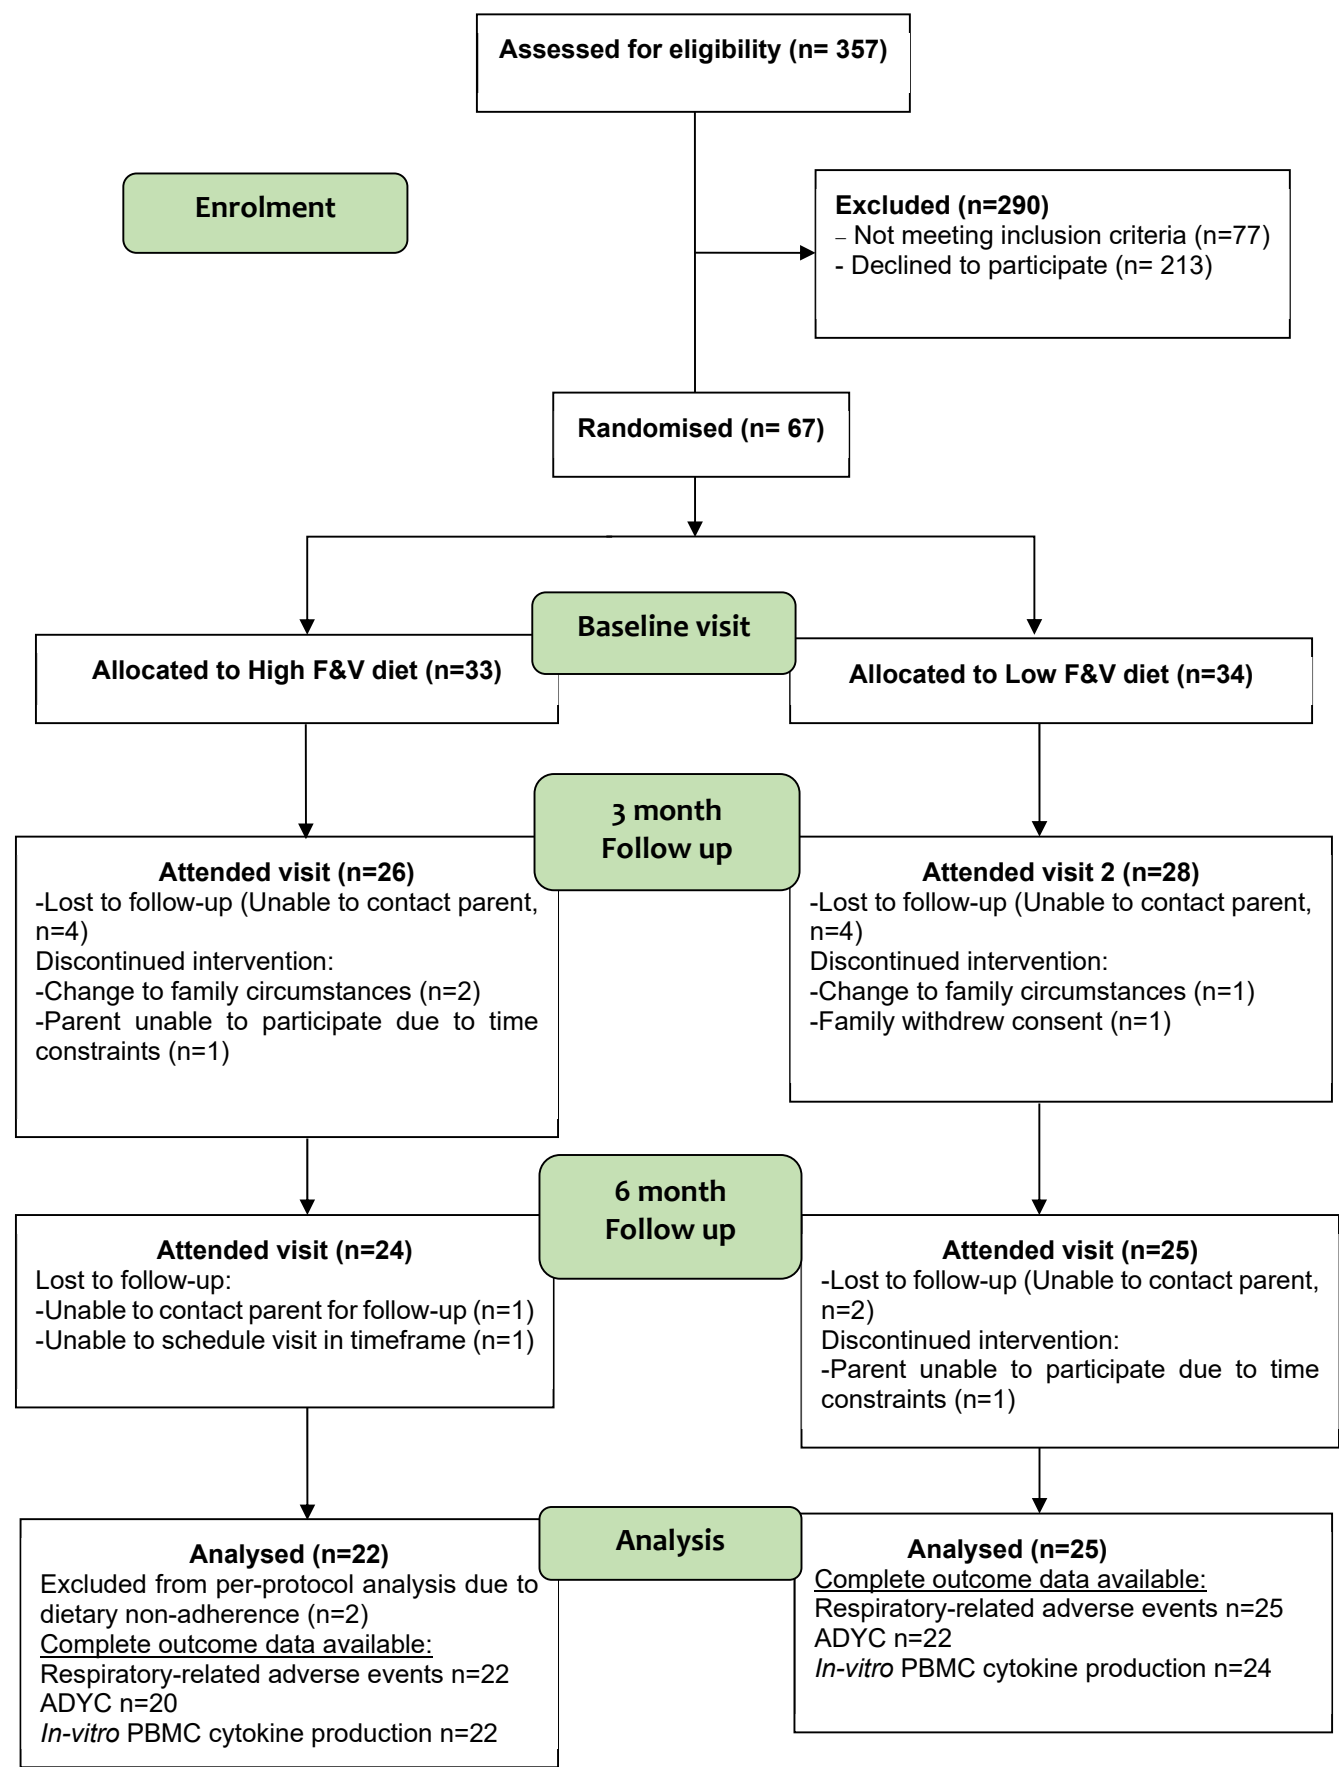 Assessed for eligibility (n= 357)
Enrolment
Excluded (n=290)
– Not meeting inclusion criteria (n=77)
- Declined to participate (n= 213)
Randomised (n= 67)
Baseline visit
Allocated to High F&V diet (n=33)
Allocated to Low F&V diet (n=34)
3 month
Follow up
Attended visit (n=26)
-Lost to follow-up (Unable to contact parent,
n=4)
Discontinued intervention:
-Change to family circumstances (n=2)
-Parent unable to participate due to time
constraints (n=1)
Attended visit 2 (n=28)
-Lost to follow-up (Unable to contact parent,
n=4)
Discontinued intervention:
-Change to family circumstances (n=1)
-Family withdrew consent (n=1)
6 month
Follow up
Attended visit (n=24)
Lost to follow-up:
-Unable to contact parent for follow-up (n=1)
-Unable to schedule visit in timeframe (n=1)
Attended visit (n=25)
-Lost to follow-up (Unable to contact parent,
n=2)
Discontinued intervention:
-Parent unable to participate due to time
constraints (n=1)
Analysis
Analysed (n=22)
Excluded from per-protocol analysis due to
dietary non-adherence (n=2)
Complete outcome data available:
Respiratory-related adverse events n=22
ADYC n=20
In-vitro PBMC cytokine production n=22
Analysed (n=25)
Complete outcome data available:
Respiratory-related adverse events n=25
ADYC n=22
In-vitro PBMC cytokine production n=24